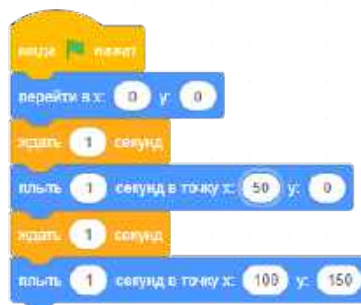 когда нажат
перейти в x: 0 y: 0
ждать 1 секунд
плыть 1 секунд в точку x: 50 y: 0
ждать 1 секунд
плыть 1 секунд в точку x: 100 y: 150